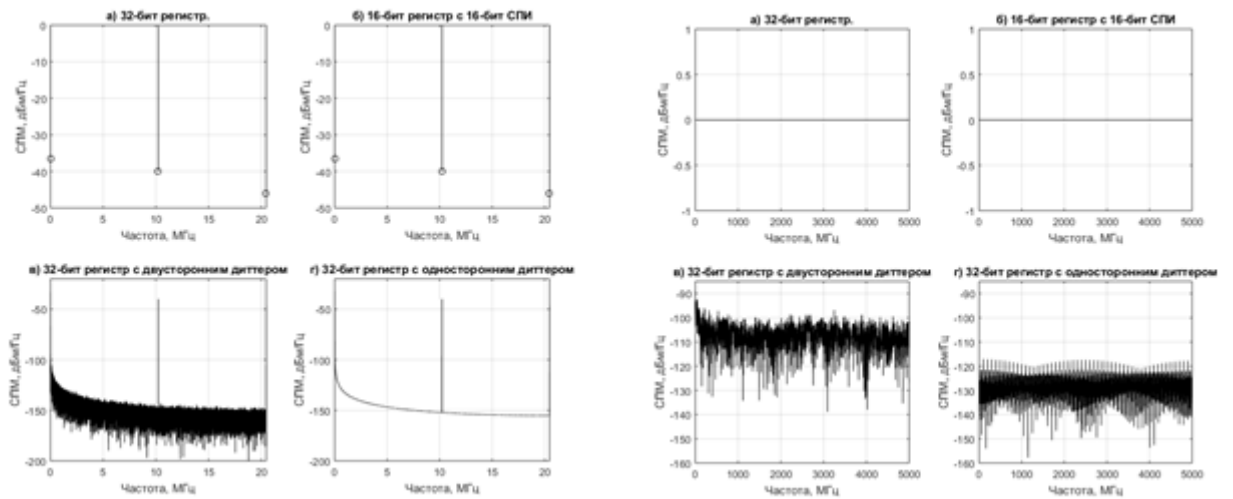 а) 32-бит регистр.
СПМ, дБм/Гц
0
-10
-20
-30
-40
-50
0 5 10 15 20
Частота, МГц
б) 16-бит регистр с 16-бит СПИ
СПМ, дБм/Гц
0
-10
-20
-30
-40
-50
0 5 10 15 20
Частота, МГц
а) 32-бит регистр.
СПМ, дБм/Гц
1
0.5
0
-0.5
-1
0 1000 2000 3000 4000 5000
Частота, МГц
б) 16-бит регистр с 16-бит СПИ
СПМ, дБм/Гц
1
0.5
0
-0.5
-1
0 1000 2000 3000 4000 5000
Частота, МГц
в) 32-бит регистр с двусторонним диттером
СПМ, дБм/Гц
-50
-100
-150
-200
0 5 10 15 20
Частота, МГц
г) 32-бит регистр с односторонним диттером
СПМ, дБм/Гц
-50
-100
-150
-200
0 5 10 15 20
Частота, МГц
в) 32-бит регистр с двусторонним диттером
СПМ, дБм/Гц
-90
-100
-110
-120
-130
-140
-150
-160
0 1000 2000 3000 4000 5000
Частота, МГц
г) 32-бит регистр с односторонним диттером
СПМ, дБм/Гц
-90
-100
-110
-120
-130
-140
-150
-160
0 1000 2000 3000 4000 5000
Частота, МГц